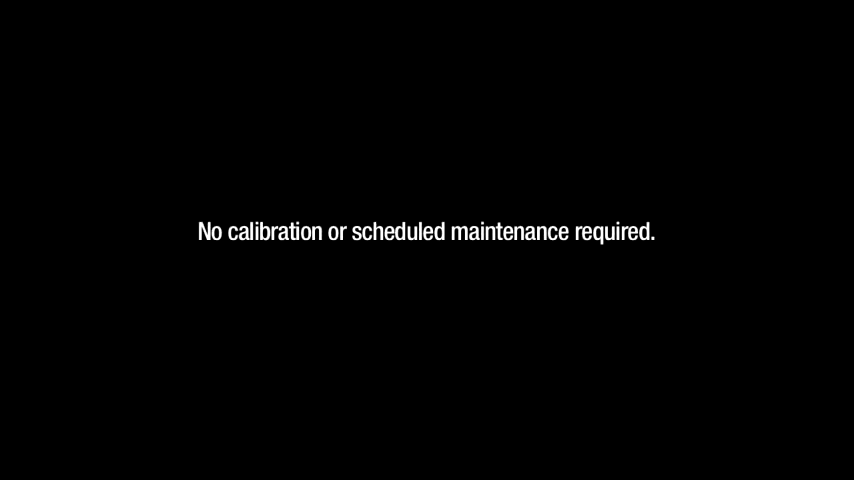 No calibration or scheduled maintenance required.